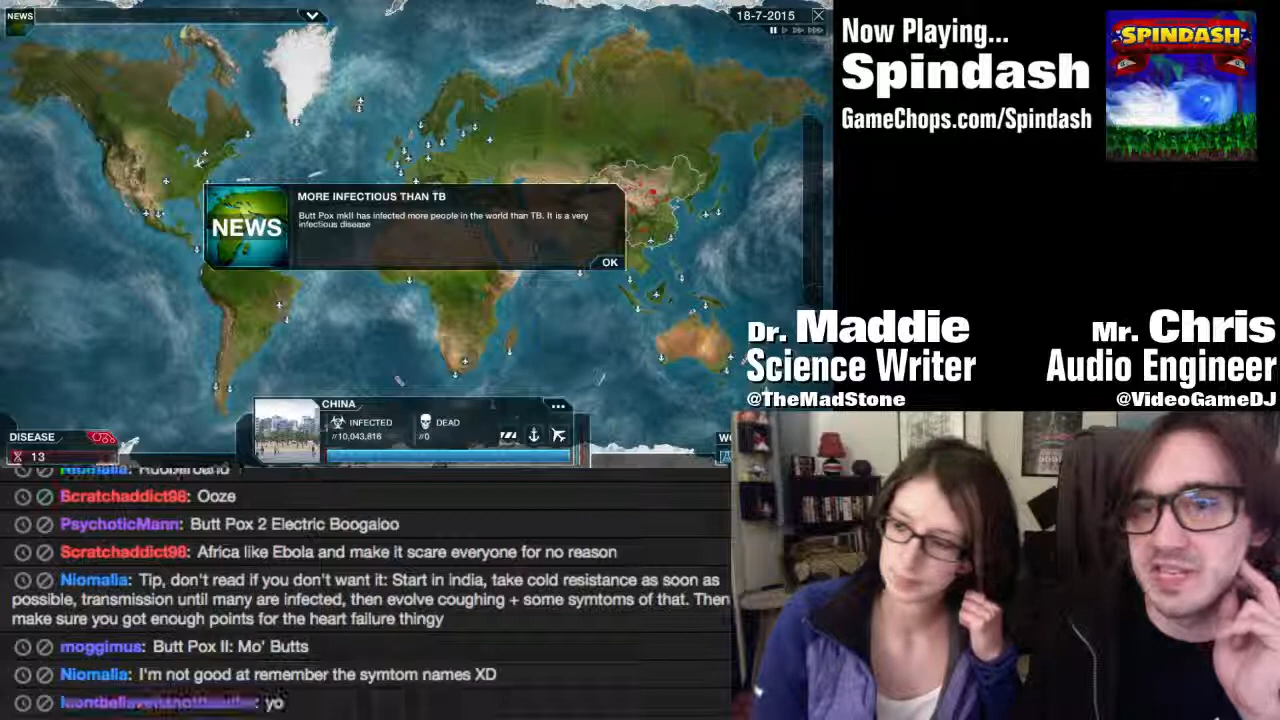 NEWS
18-7-2015
MORE INFECTIOUS THAN TB
Butt Pox mkII has infected more people in the world than TB. It is a very
infectious disease
NEWS
OK
CHINA
INFECTED
10,043,816
DEAD
0
DISEASE
13
Now Playing...
Spindash
GameChops.com/Spindash
SPINDASH
Dr. Maddie
Science Writer
@TheMadStone
Mr. Chris
Audio Engineer
@VideoGameDJ
Scratchaddict98: Ooze
PsychoticMann: Butt Pox 2 Electric Boogaloo
Scratchaddict98: Africa like Ebola and make it scare everyone for no reason
Niomalia: Tip, don't read if you don't want it: Start in india, take cold resistance as soon as
possible, transmission until many are infected, then evolve coughing + some symtoms of that. Then
make sure you got enough points for the heart failure thingy
moggimus: Butt Pox II: Mo' Butts
Niomalia: I'm not good at remember the symtom names XD
yo